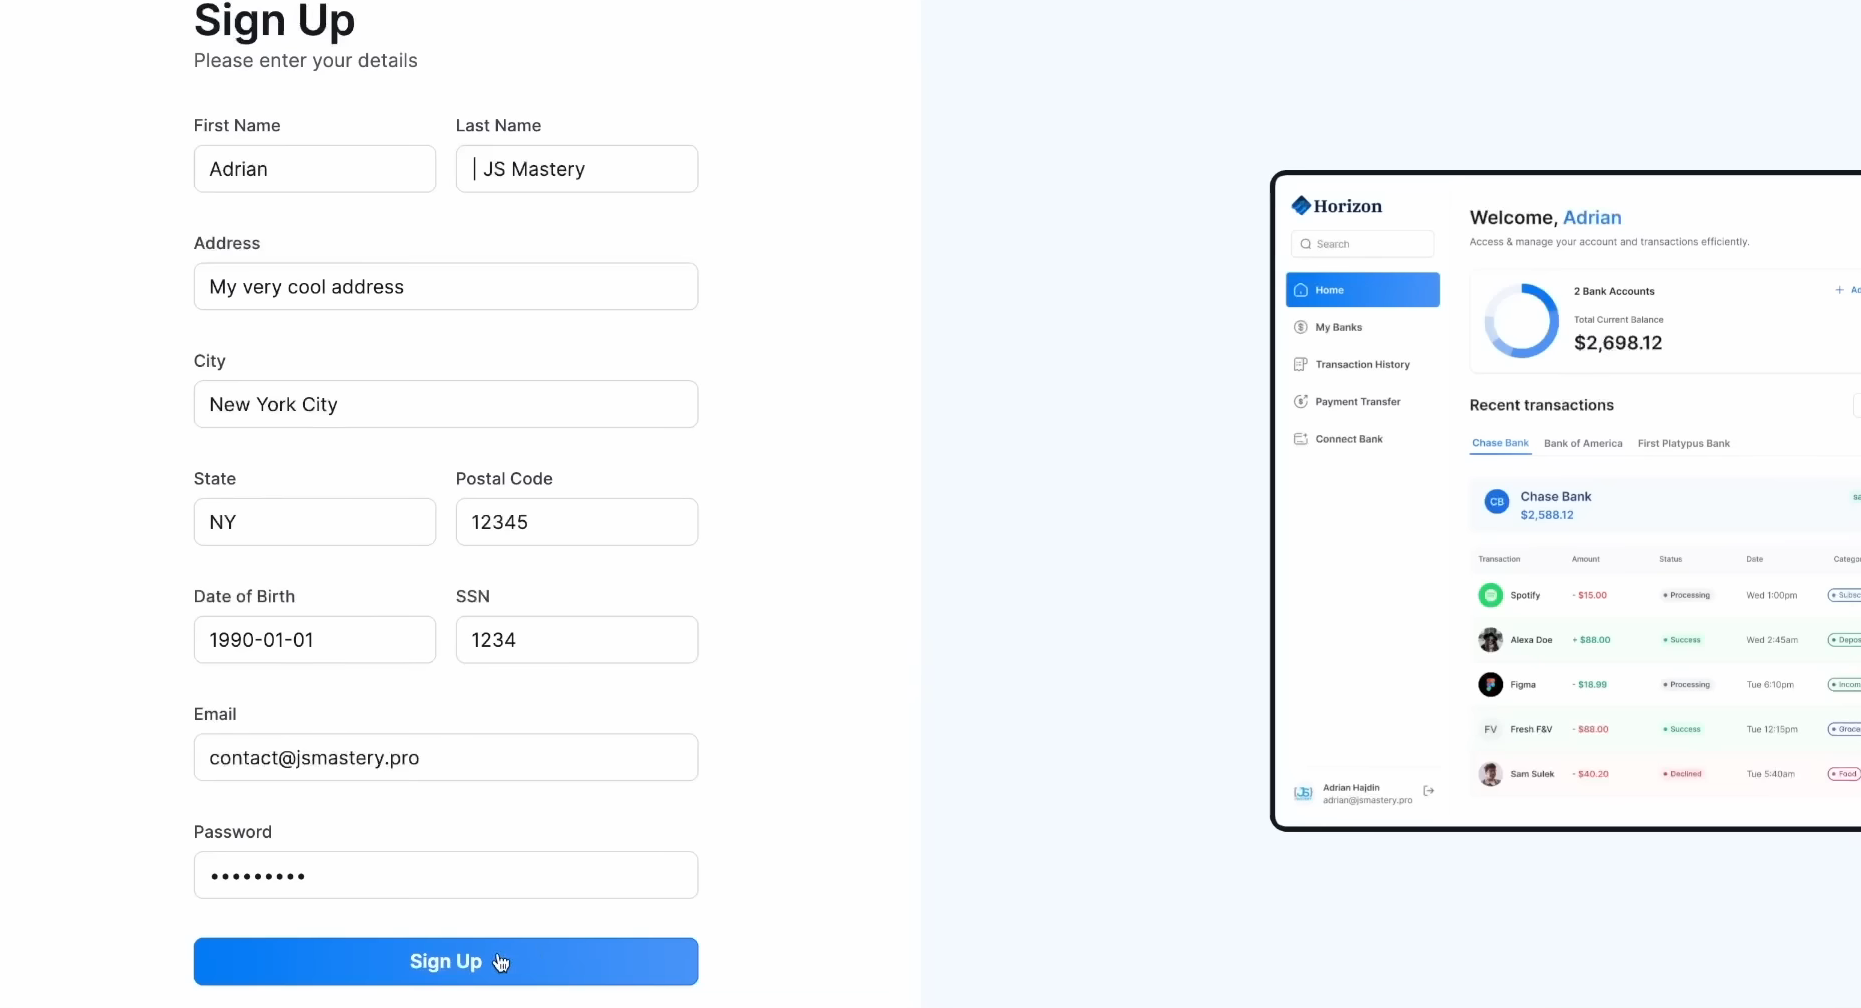 Sign Up
Please enter your details
First Name
Last Name
Adrian
| JS Mastery
Address
My very cool address
City
New York City
State
Postal Code
NY
12345
Date of Birth
SSN
1990-01-01
1234
Email
contact@jsmastery.pro
Password
•••••••••
Sign Up
Horizon
Search
Home
My Banks
Transaction History
Payment Transfer
Connect Bank
Adrian Hajdin
adrian@jsmastery.pro
Welcome, Adrian
Access & manage your account and transactions efficiently.
2 Bank Accounts
Total Current Balance
$2,698.12
Recent transactions
Chase Bank Bank of America First Platypus Bank
CB
Chase Bank
$2,588.12
Transaction Amount Status Date
Spotify - $15.00 Processing Wed 1:00pm
Alexa Doe + $88.00 Success Wed 2:45am
Figma - $18.99 Processing Tue 6:10pm
FV Fresh F&V - $88.00 Success Tue 12:15pm
Sam Sulek - $40.20 Declined Tue 5:40am Food